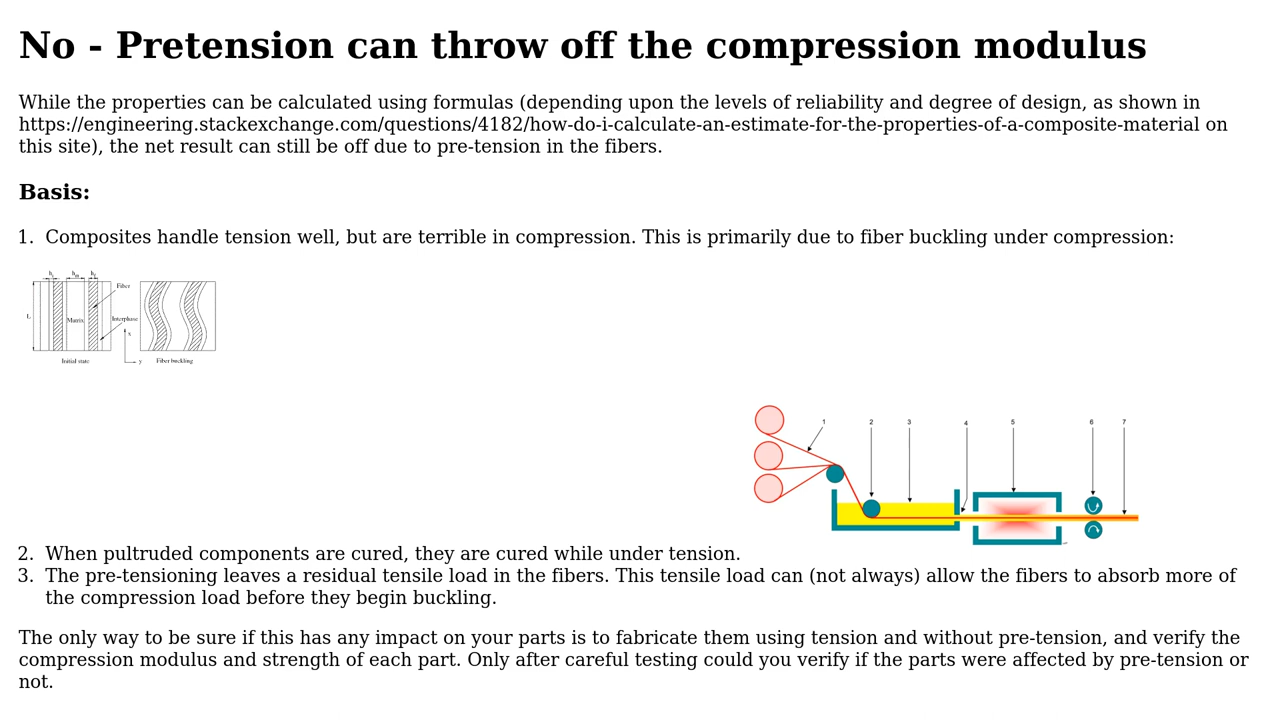 No - Pretension can throw off the compression modulus
While the properties can be calculated using formulas (depending upon the levels of reliability and degree of design, as shown in
https://engineering.stackexchange.com/questions/4182/how-do-i-calculate-an-estimate-for-the-properties-of-a-composite-material on
this site), the net result can still be off due to pre-tension in the fibers.
Basis:
1. Composites handle tension well, but are terrible in compression. This is primarily due to fiber buckling under compression:
Fiber
L
Matrix
Interphase
x
y
Initial state
Fiber buckling
1 2 3 4 5 6 7
2. When pultruded components are cured, they are cured while under tension.
3. The pre-tensioning leaves a residual tensile load in the fibers. This tensile load can (not always) allow the fibers to absorb more of
the compression load before they begin buckling.
The only way to be sure if this has any impact on your parts is to fabricate them using tension and without pre-tension, and verify the
compression modulus and strength of each part. Only after careful testing could you verify if the parts were affected by pre-tension or
not.